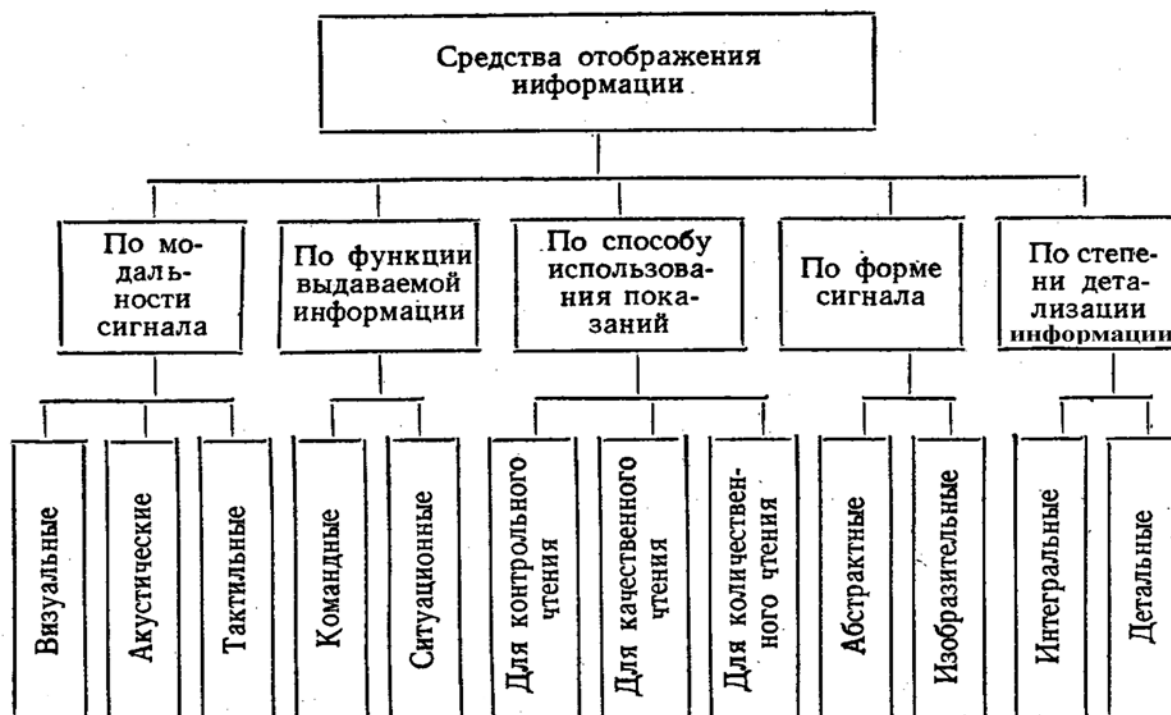 Средства отображения
ниформации
По мо-
даль-
ности
сигнала
По функции
выдаваемой
информации
По способу
использова-
ния пока-
заний
По форме
сигнала
По степе-
ни дета-
лизации
информации
Визуальные
Акустические
Тактильные
Командные
Ситуационные
Для контрольного
чтения
Для качественного
чтения
Для количествен-
ного чтения
Абстрактные
Изобразительные
Интегральные
Детальные